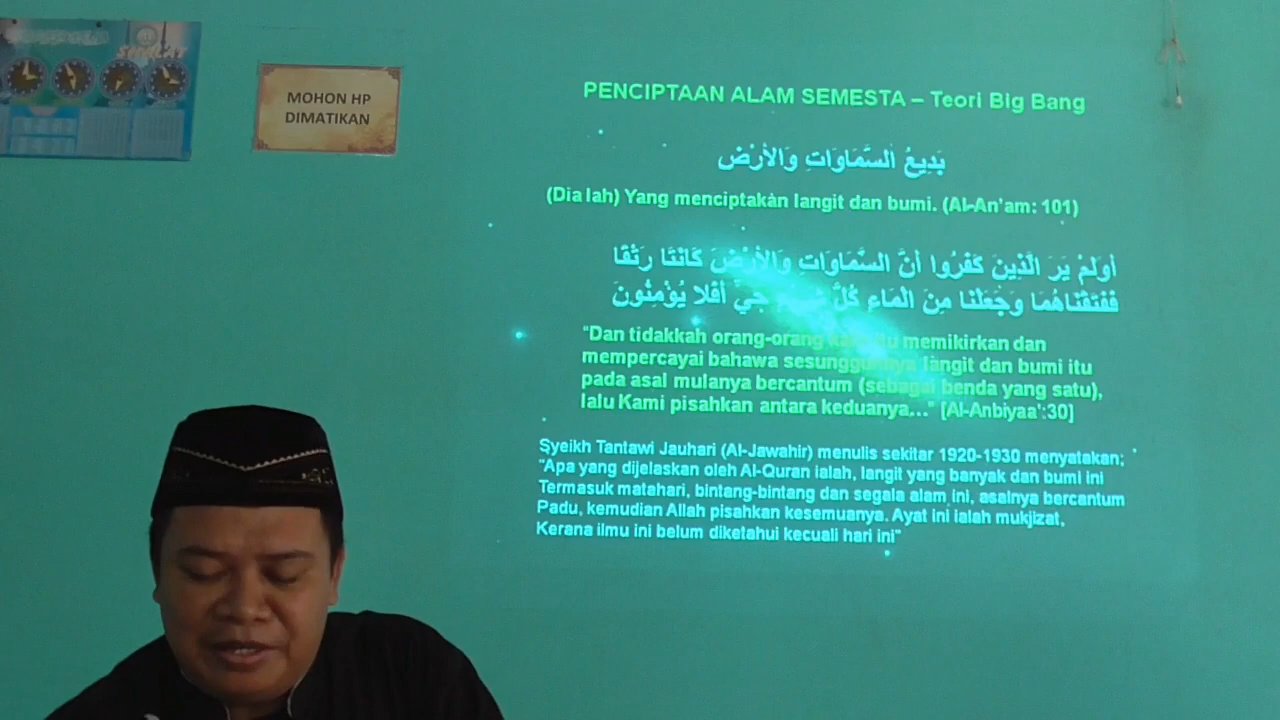 SHALAT
MOHON HP
DIMATIKAN
PENCIPTAAN ALAM SEMESTA – Teori Big Bang
بَدِيعُ السَّمَاوَاتِ وَالأَرْضِ
(Dia lah) Yang menciptakan langit dan bumi. (Al-An'am: 101)
أَوَلَمْ يَرَ الَّذِينَ كَفَرُوا أَنَّ السَّمَاوَاتِ وَالأَرْضَ كَانَتَا رَتْقًا
فَفَتَقْنَاهُمَا وَجَعَلْنَا مِنَ الْمَاءِ كُلَّ شَيْءٍ حَيٍّ أَفَلا يُؤْمِنُونَ
"Dan tidakkah orang-orang kafir itu memikirkan dan
mempercayai bahawa sesungguhnya langit dan bumi itu
pada asal mulanya bercantum (sebagai benda yang satu),
lalu Kami pisahkan antara keduanya..." [Al-Anbiyaa':30]
Syeikh Tantawi Jauhari (Al-Jawahir) menulis sekitar 1920-1930 menyatakan;
"Apa yang dijelaskan oleh Al-Quran ialah, langit yang banyak dan bumi ini
Termasuk matahari, bintang-bintang dan segala alam ini, asalnya bercantum
Padu, kemudian Allah pisahkan kesemuanya. Ayat ini ialah mukjizat,
Kerana ilmu ini belum diketahui kecuali hari ini"